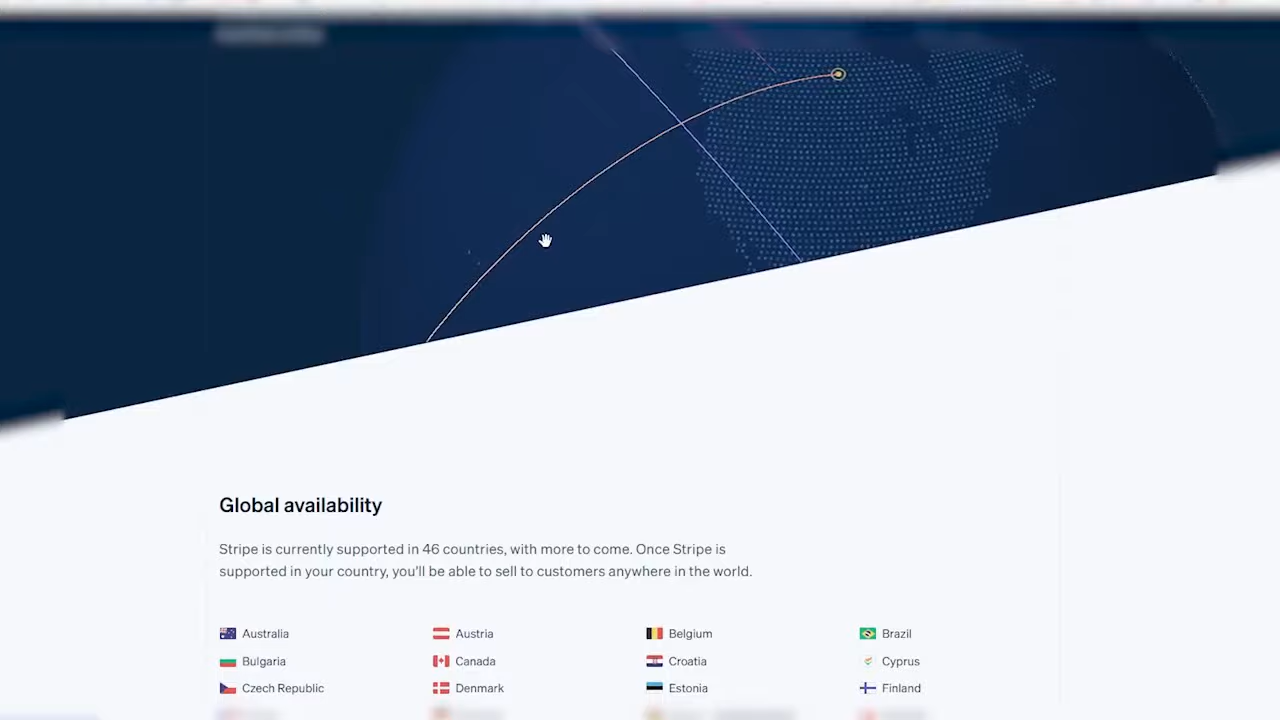 Global availability
Stripe is currently supported in 46 countries, with more to come. Once Stripe is
supported in your country, you'll be able to sell to customers anywhere in the world.
Australia Austria Belgium Brazil
Bulgaria Canada Croatia Cyprus
Czech Republic Denmark Estonia Finland